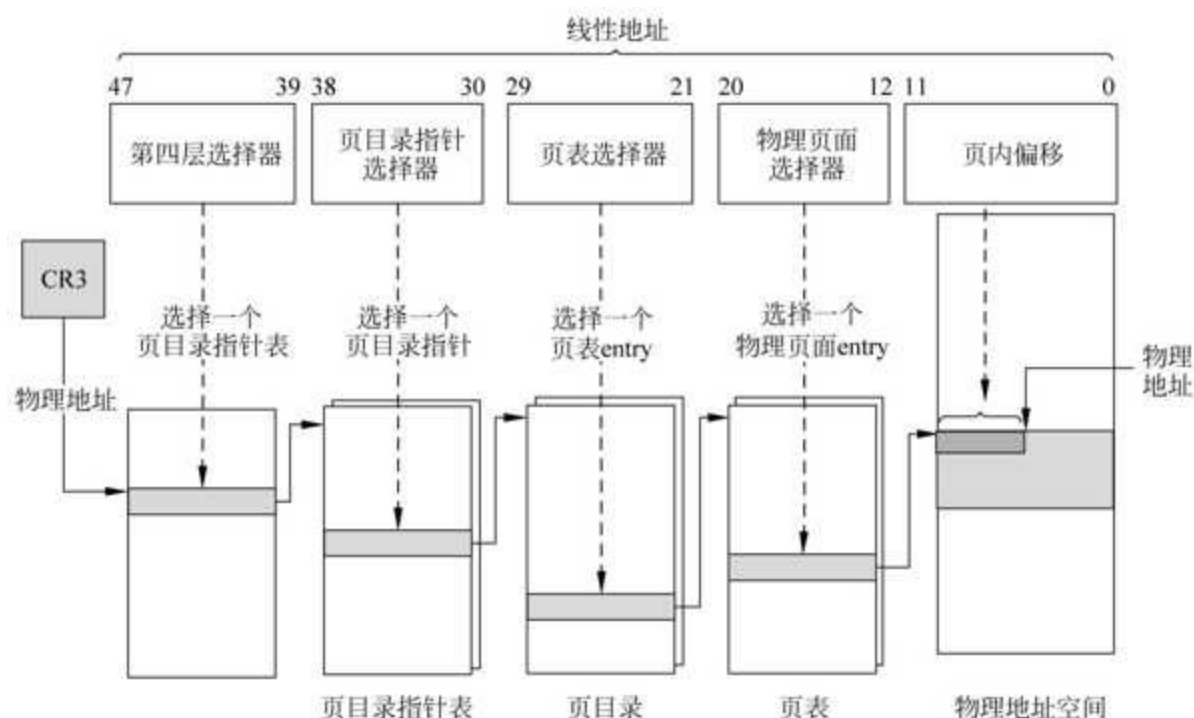 线性地址
47 39 38 30 29 21 20 12 11 0
第四层选择器
页目录指针
选择器
页表选择器
物理页面
选择器
页内偏移
CR3
选择一个
页目录指针表
选择一个
页目录指针
选择一个
页表entry
选择一个
物理页面entry
物理
地址
物理地址
页目录指针表
页目录
页表
物理地址空间